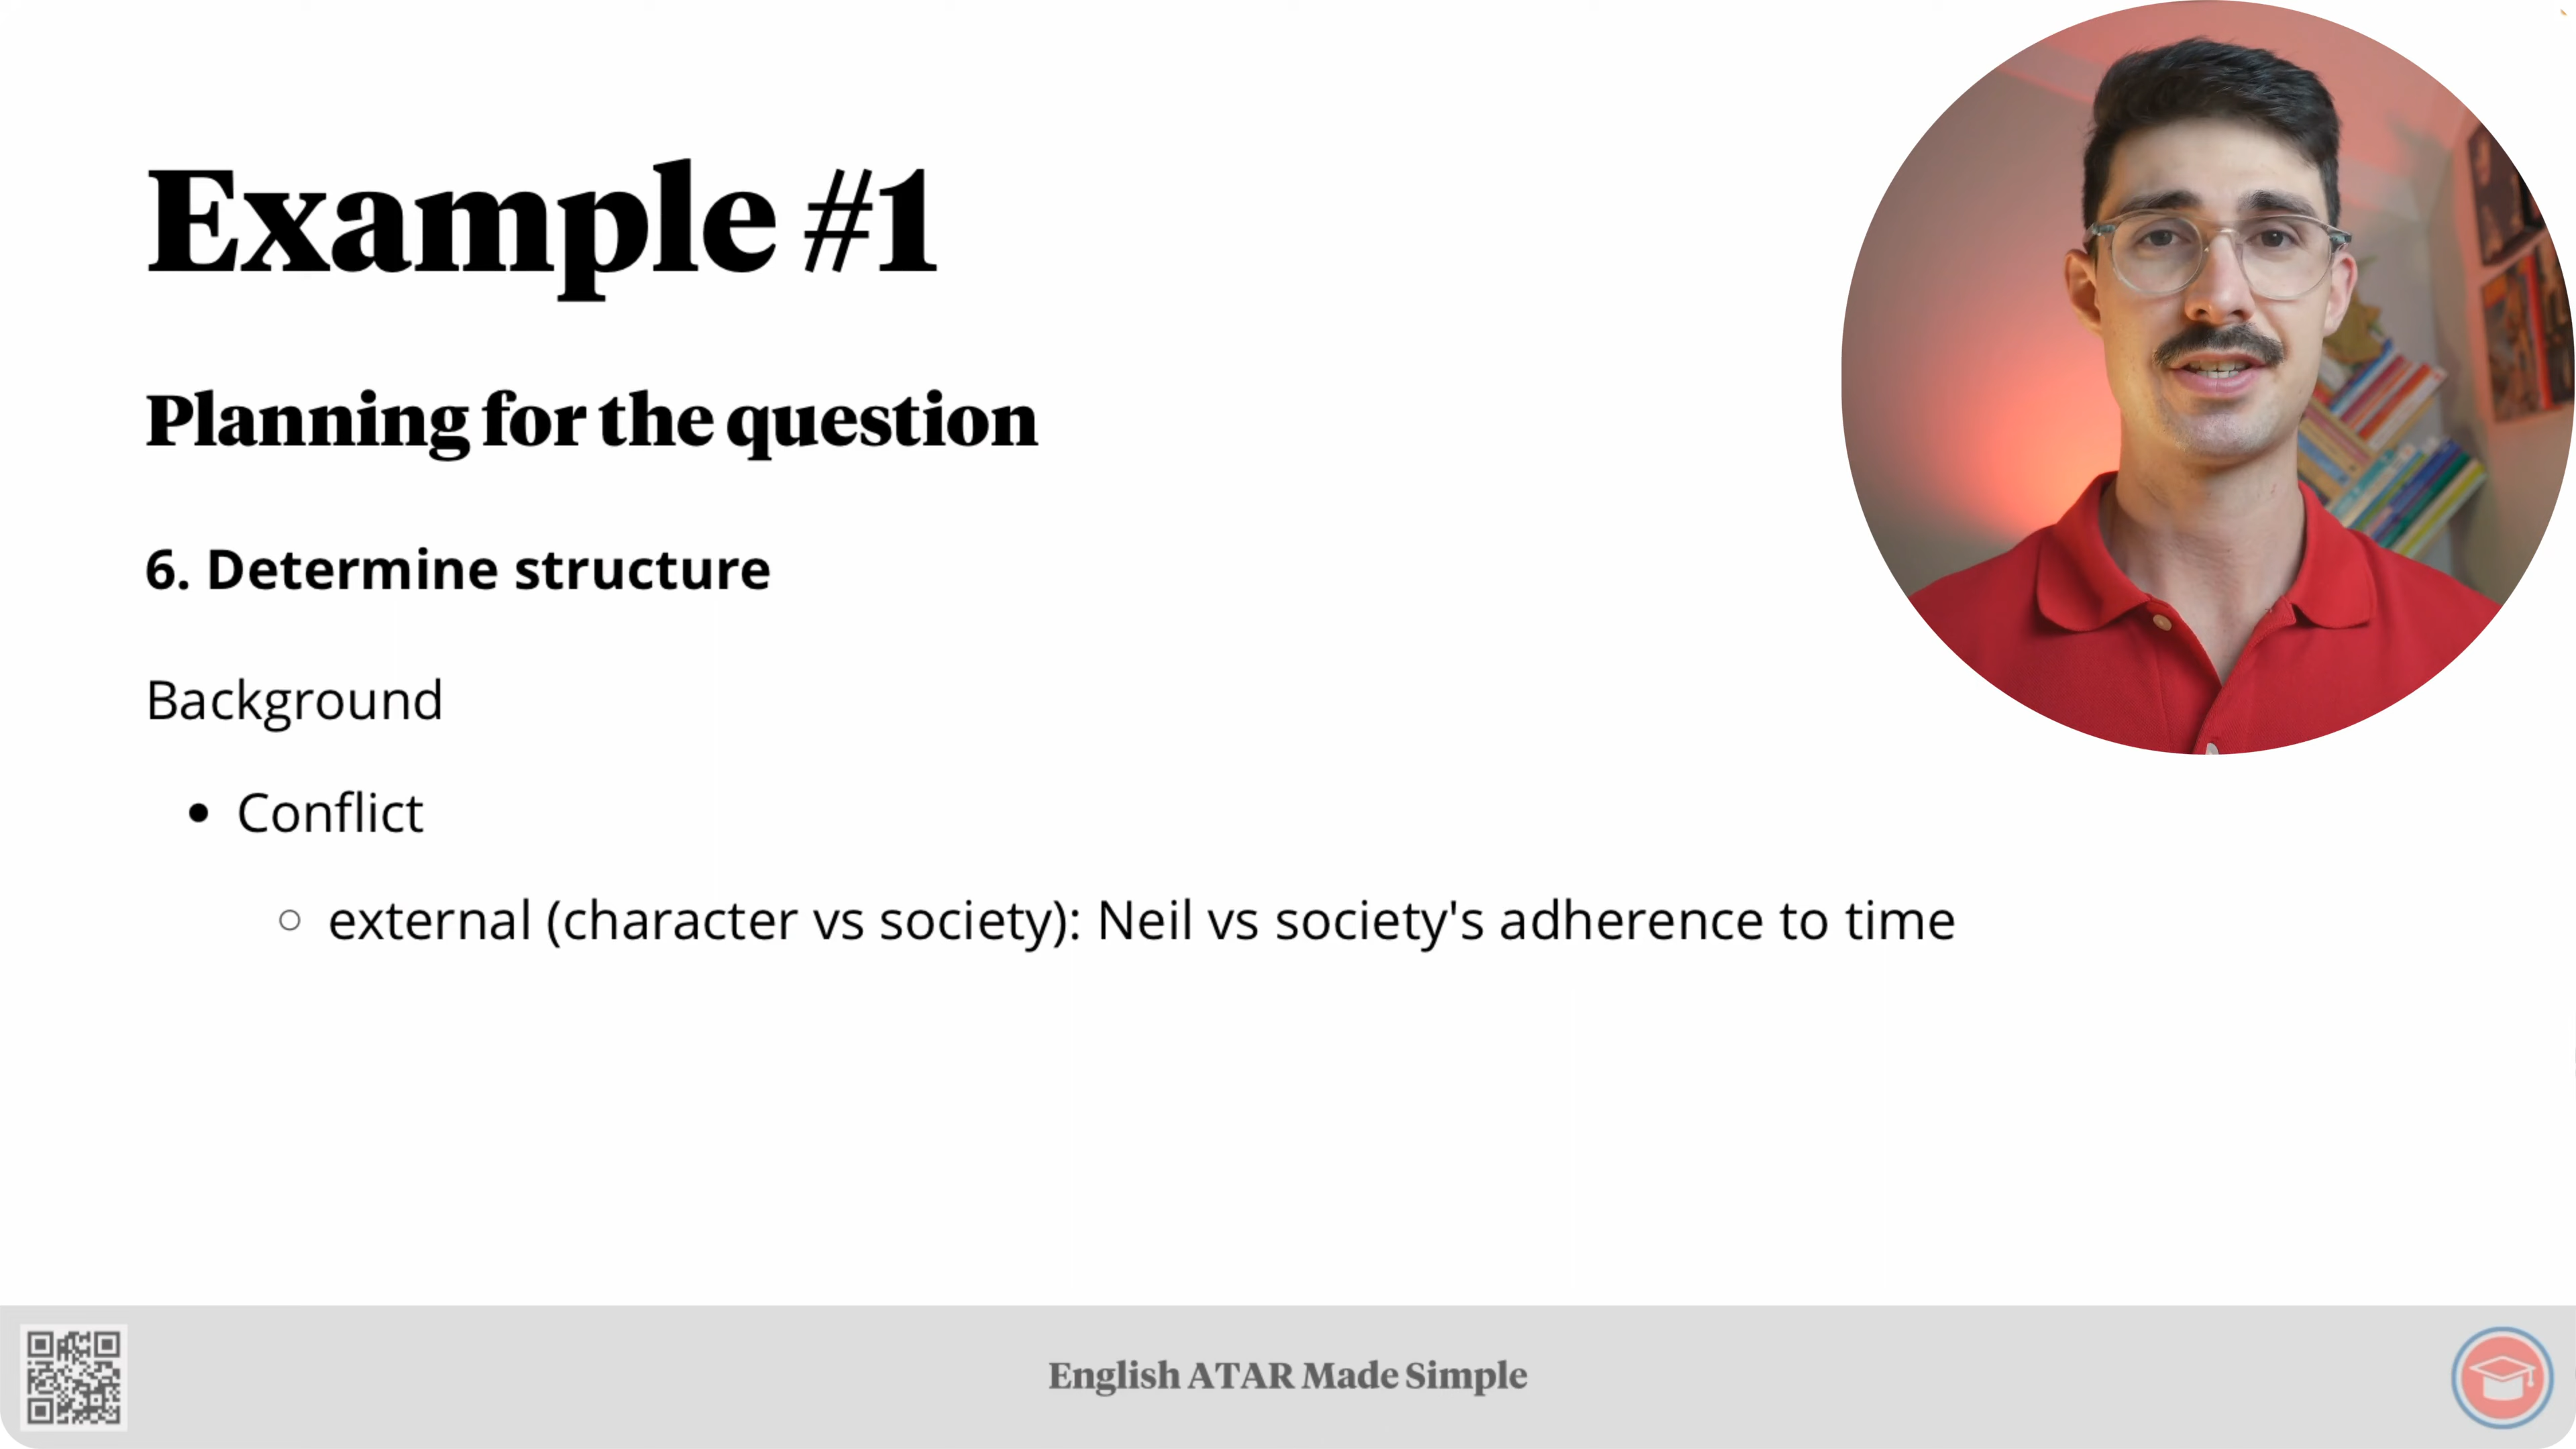 Example #1
Planning for the question
6. Determine structure
Background
• Conflict
○ external (character vs society): Neil vs society's adherence to time
English ATAR Made Simple